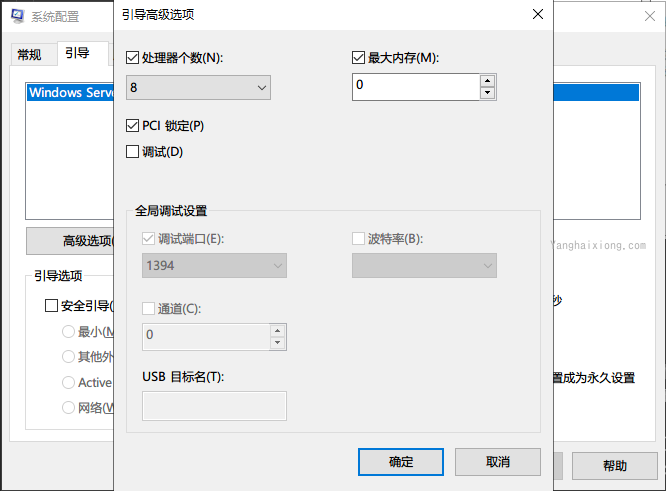 系统配置
引导高级选项
常规
引导
处理器个数(N):
最大内存(M):
8
0
Windows Serve
PCI 锁定(P)
调试(D)
全局调试设置
高级选项(
调试端口(E):
波特率(B):
Yanghaixiong.com
1394
引导选项
安全引导(
通道(C):
秒
最小(M
0
其他外
Active
USB 目标名(T):
置成为永久设置
网络(W
确定
取消
帮助